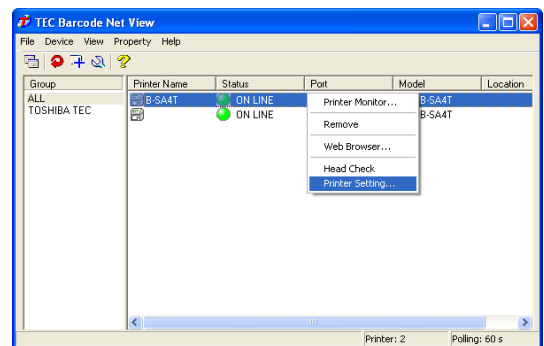 TEC Barcode Net View
File Device View Property Help
Group Printer Name Status Port Model Location
ALL B-SA4T ON LINE Printer Monitor... B-SA4T
TOSHIBA TEC ON LINE B-SA4T
Remove
Web Browser...
Head Check
Printer Setting...
Printer: 2 Polling: 60 s